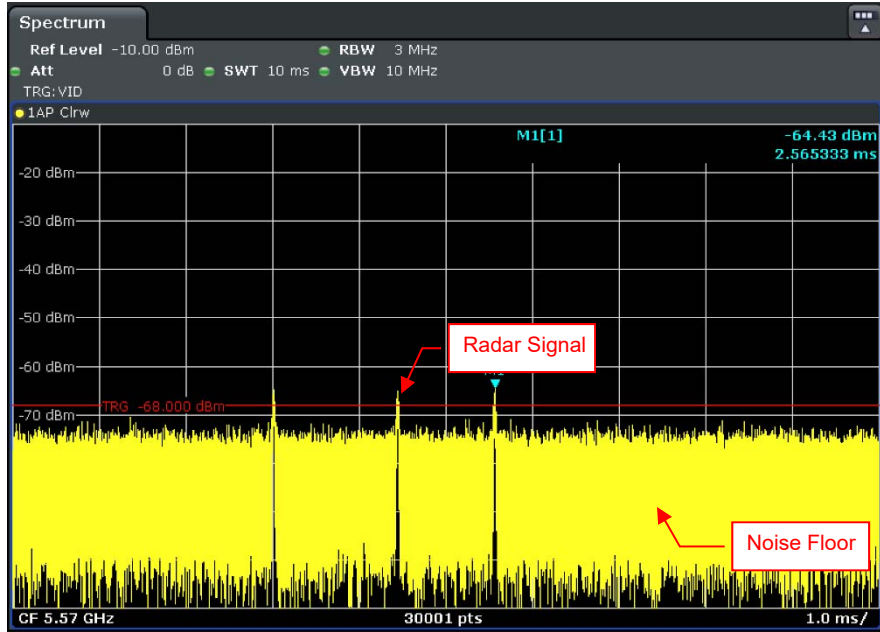 Spectrum
Ref Level -10.00 dBm RBW 3 MHz
Att 0 dB SWT 10 ms VBW 10 MHz
TRG:VID
1AP Clrw
M1[1] -64.43 dBm
2.565333 ms
-20 dBm
-30 dBm
-40 dBm
-50 dBm
Radar Signal
-60 dBm
M1
TRG -68.000 dBm
-70 dBm
Noise Floor
CF 5.57 GHz 30001 pts 1.0 ms/